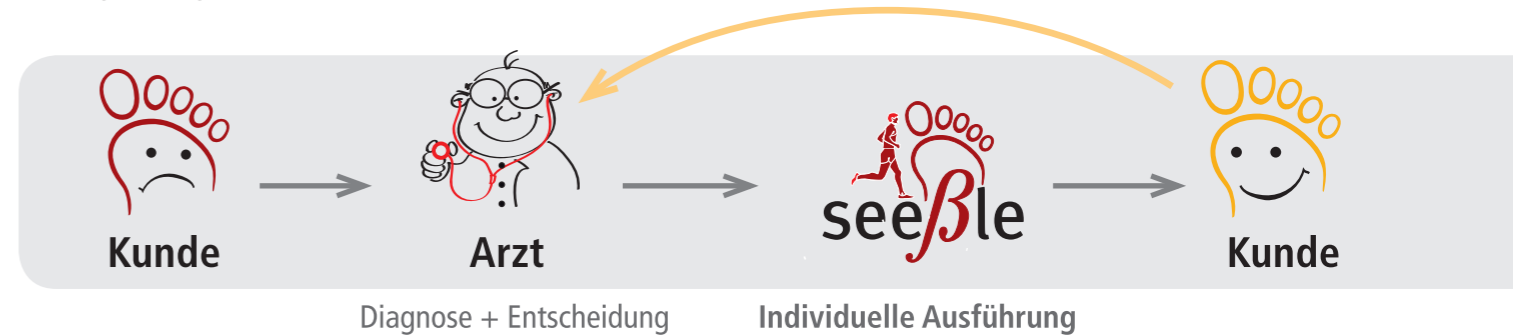 seeßle
Kunde
Arzt
Kunde
Diagnose + Entscheidung
Individuelle Ausführung